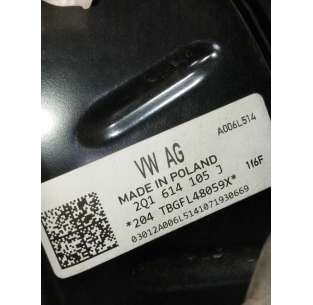 A006L514
VW AG
MADE IN POLAND
2Q1 614 105 J
116F
*204 TBGFL48059X*
03012A006L5141071930669